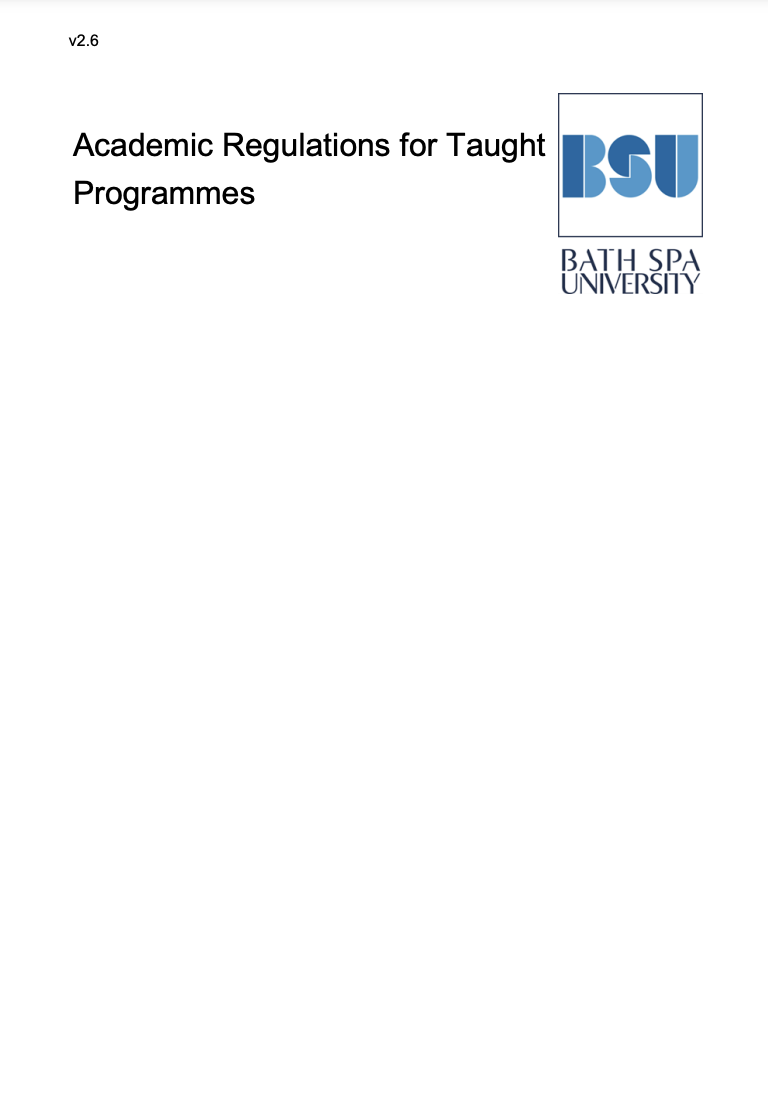 v2.6
Academic Regulations for Taught
Programmes
BSU
BATH SPA
UNIVERSITY